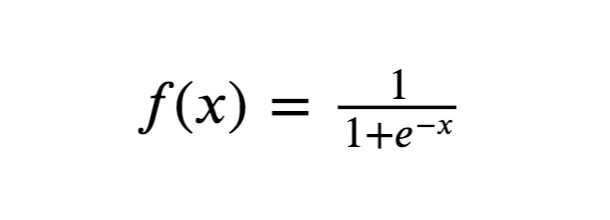 f(x) = 1/(1+e^{-x})